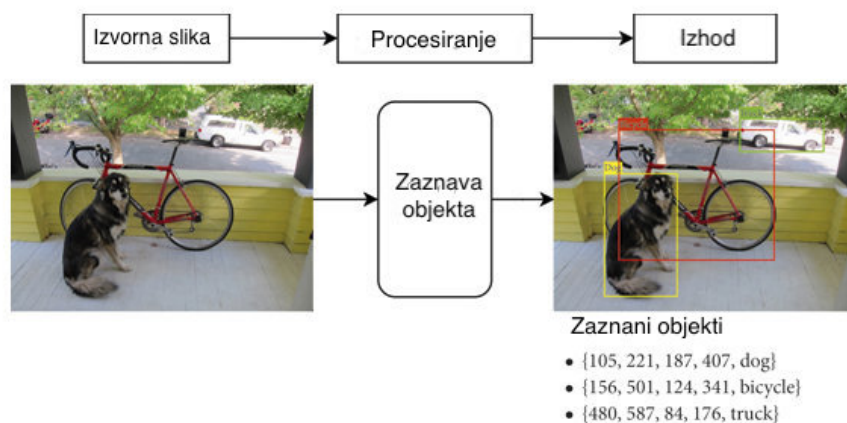 Izvorna slika
Procesiranje
Izhod
Zaznava
objekta
Dog
Zaznani objekti
• {105, 221, 187, 407, dog}
• {156, 501, 124, 341, bicycle}
• {480, 587, 84, 176, truck}